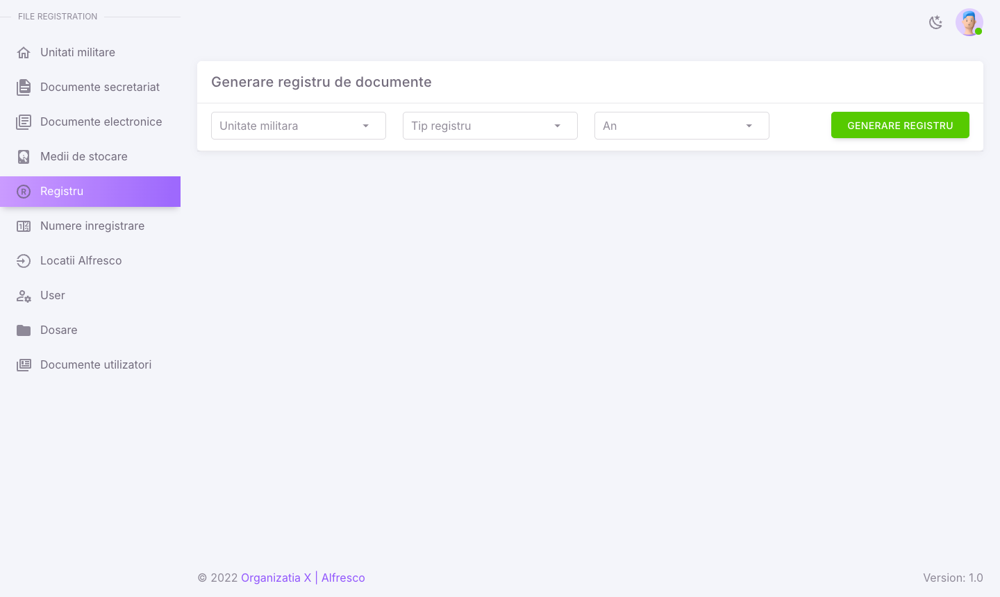 FILE REGISTRATION
Unitati militare
Documente secretariat
Documente electronice
Medii de stocare
Registru
Numere inregistrare
Locatii Alfresco
User
Dosare
Documente utilizatori
Generare registru de documente
Unitate militara
Tip registru
An
GENERARE REGISTRU
© 2022 Organizatia X | Alfresco
Version: 1.0